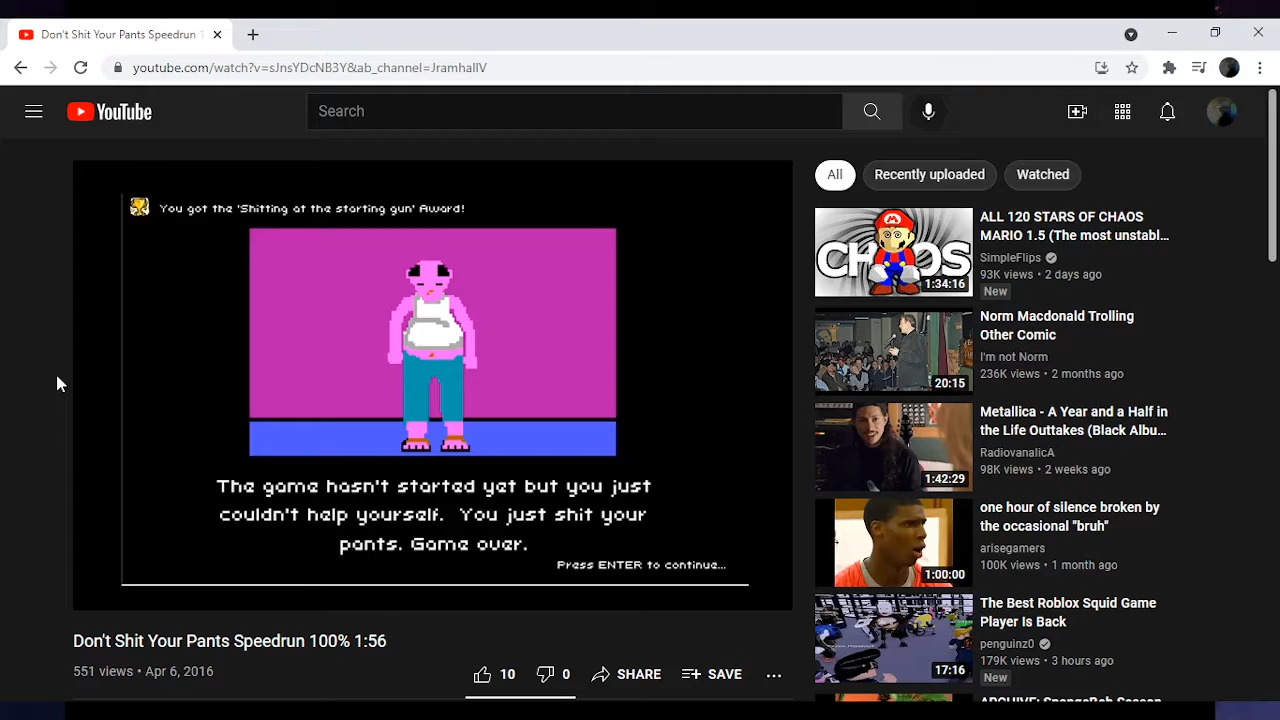 Don't Shit Your Pants Speedrun 1
youtube.com/watch?v=sJnsYDcNB3Y&ab_channel=JramhallV
YouTube
Search
You got the 'Shitting at the starting gun' Award!
The game hasn't started yet but you just
couldn't help yourself. You just shit your
pants. Game over.
Press ENTER to continue...
Don't Shit Your Pants Speedrun 100% 1:56
551 views • Apr 6, 2016
10
0
SHARE
SAVE
All
Recently uploaded
Watched
CHAOS
1:34:16
ALL 120 STARS OF CHAOS
MARIO 1.5 (The most unstabl...
SimpleFlips
93K views • 2 days ago
New
20:15
Norm Macdonald Trolling
Other Comic
I'm not Norm
236K views • 2 months ago
1:42:29
Metallica - A Year and a Half in
the Life Outtakes (Black Albu...
RadiovanalicA
98K views • 2 weeks ago
1:00:00
one hour of silence broken by
the occasional "bruh"
arisegamers
100K views • 1 month ago
17:16
The Best Roblox Squid Game
Player Is Back
penguinz0
179K views • 3 hours ago
New